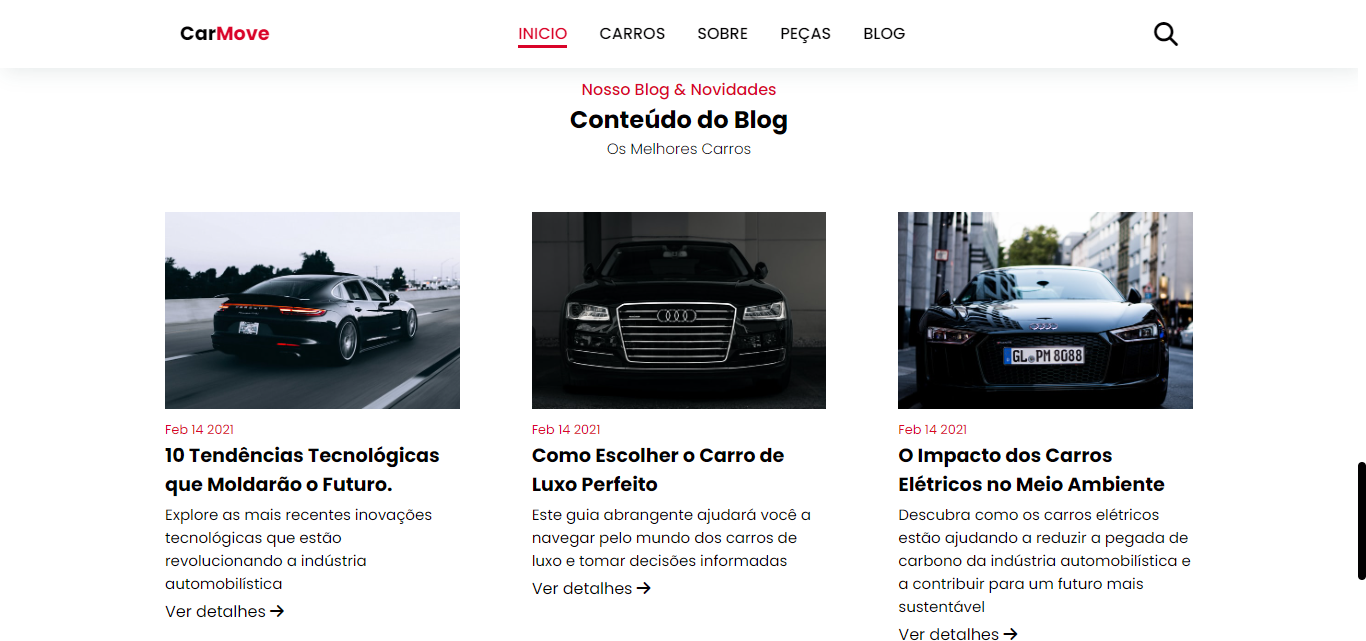 CarMove
INICIO
CARROS
SOBRE
PEÇAS
BLOG
Nosso Blog & Novidades
Conteúdo do Blog
Os Melhores Carros
GL PM 8088
Feb 14 2021
10 Tendências Tecnológicas
que Moldarão o Futuro.
Explore as mais recentes inovações
tecnológicas que estão
revolucionando a indústria
automobilística
Ver detalhes →
Feb 14 2021
Como Escolher o Carro de
Luxo Perfeito
Este guia abrangente ajudará você a
navegar pelo mundo dos carros de
luxo e tomar decisões informadas
Ver detalhes →
Feb 14 2021
O Impacto dos Carros
Elétricos no Meio Ambiente
Descubra como os carros elétricos
estão ajudando a reduzir a pegada de
carbono da indústria automobilística e
a contribuir para um futuro mais
sustentável
Ver detalhes →